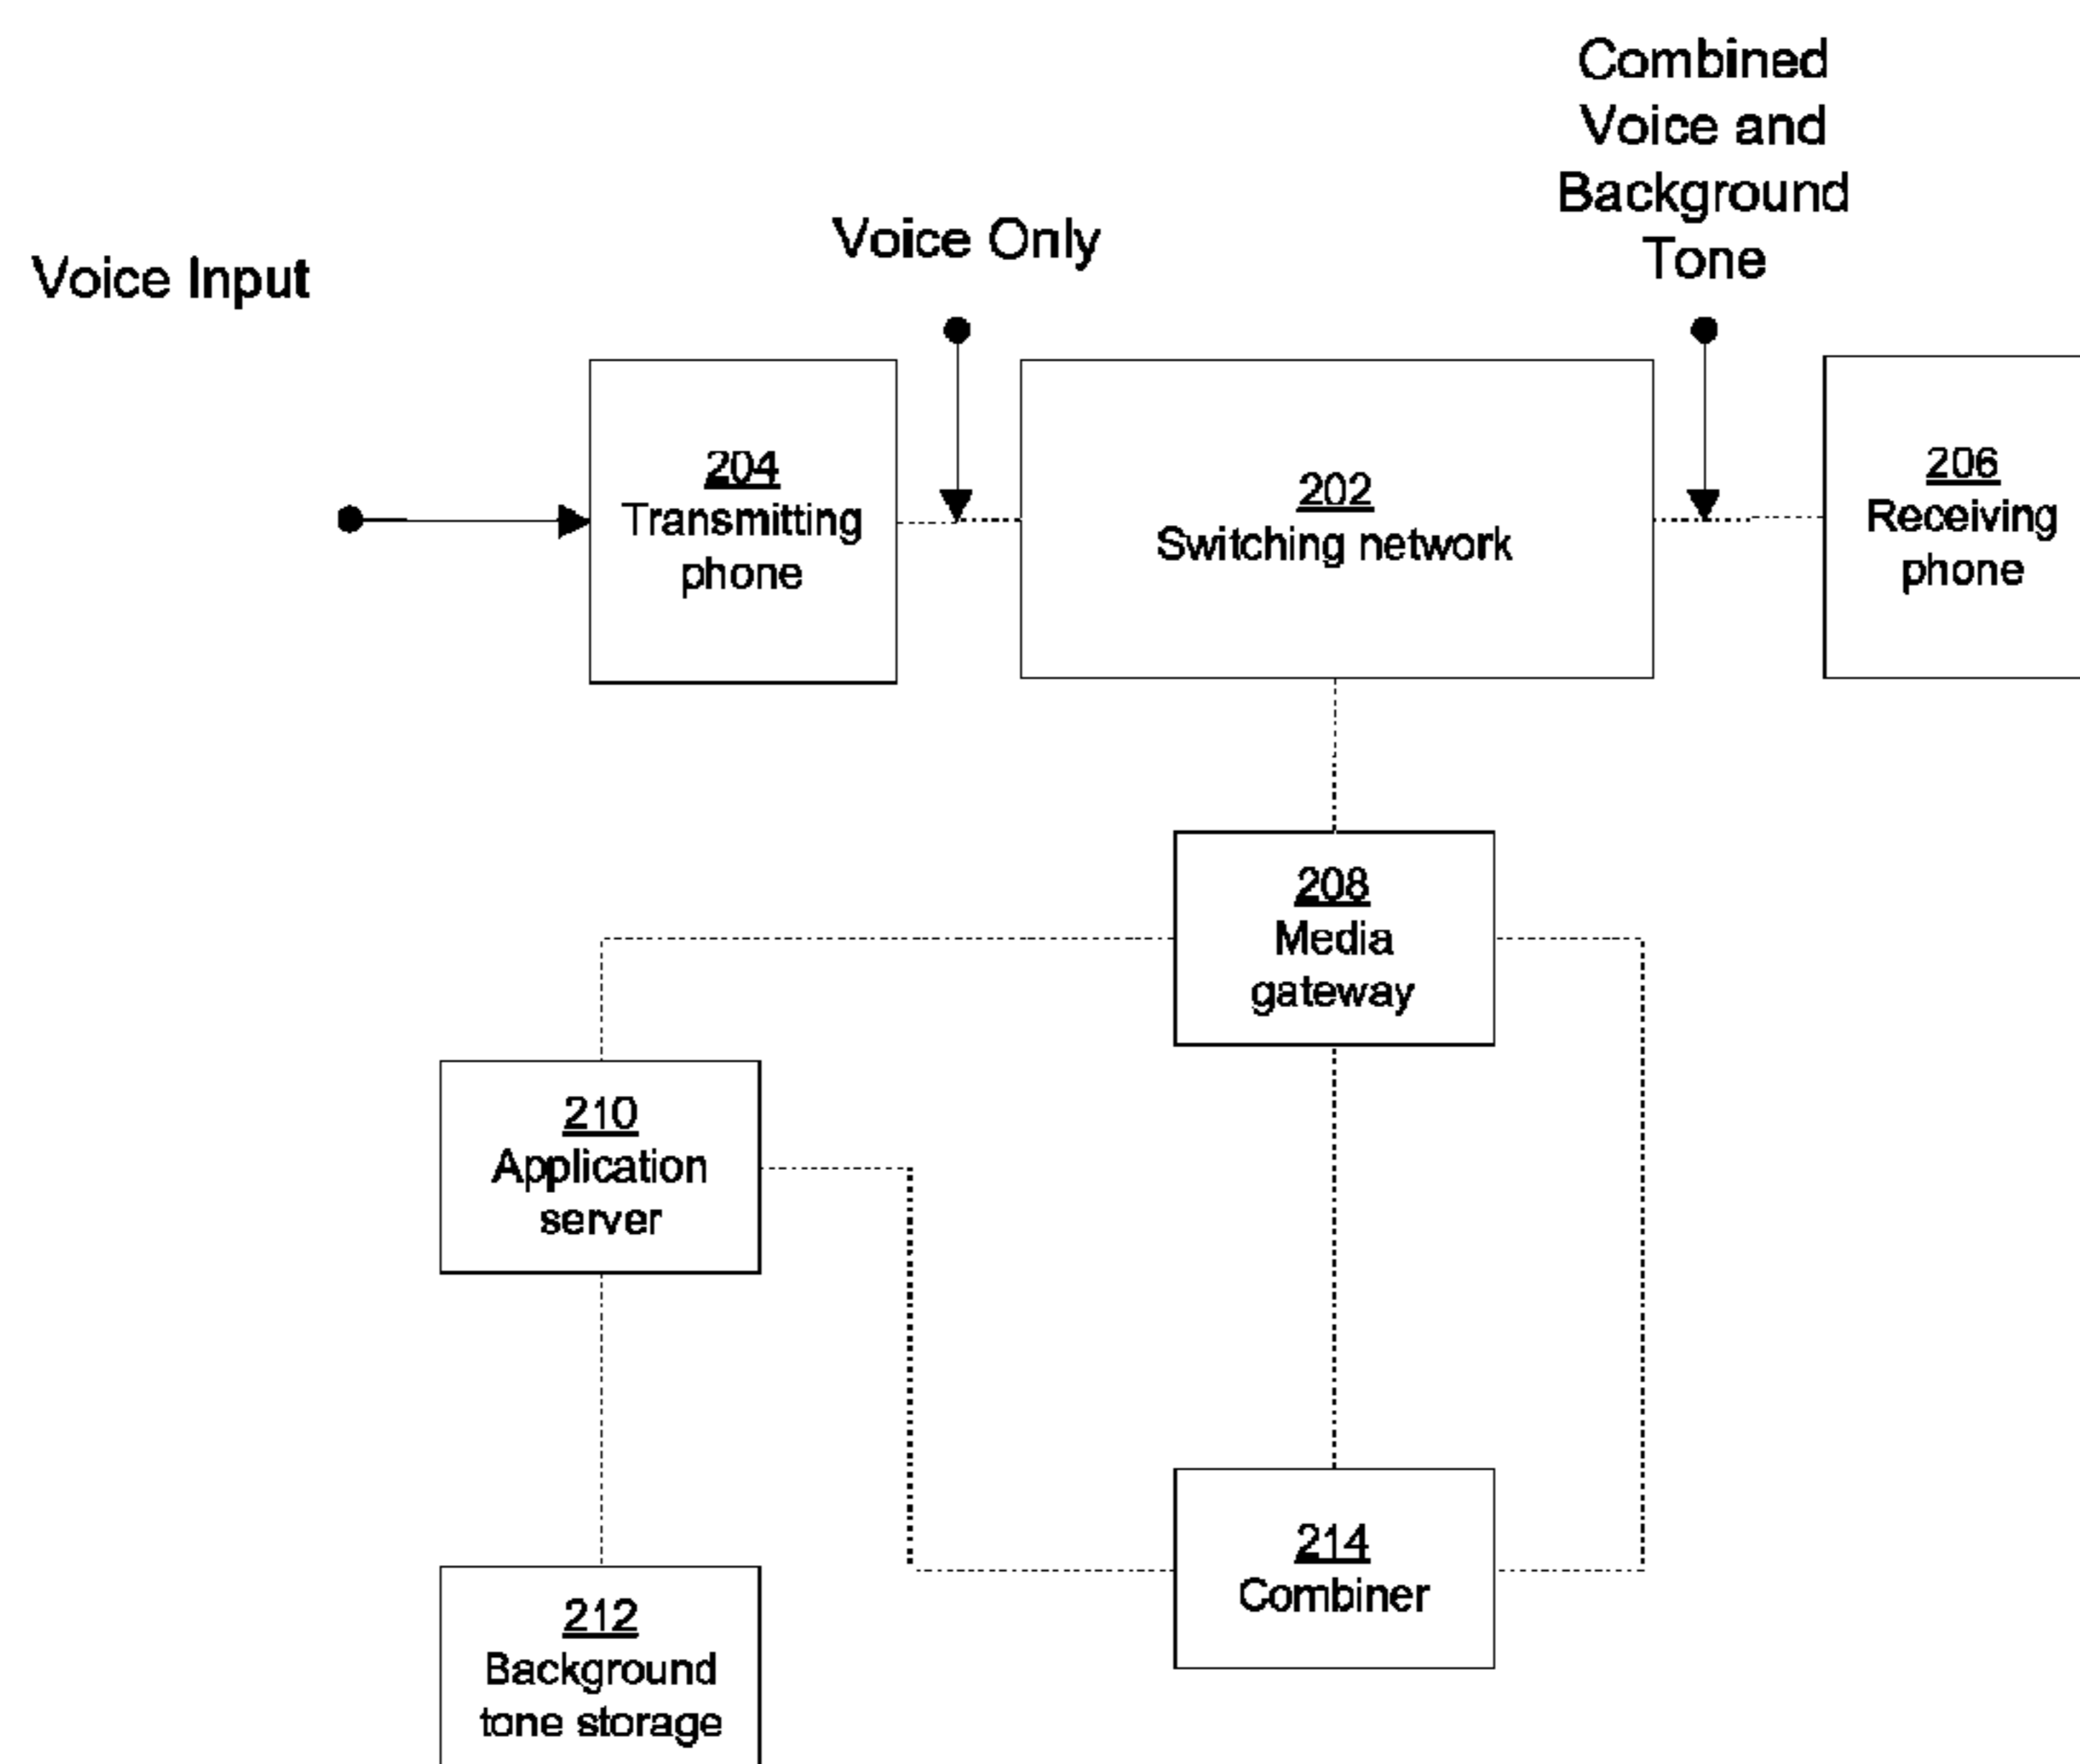 Combined
Voice and
Background
Tone
Voice Only
Voice Input
204
Transmitting
phone
202
Switching network
206
Receiving
phone
208
Media
gateway
210
Application
server
214
Combiner
212
Background
tone storage